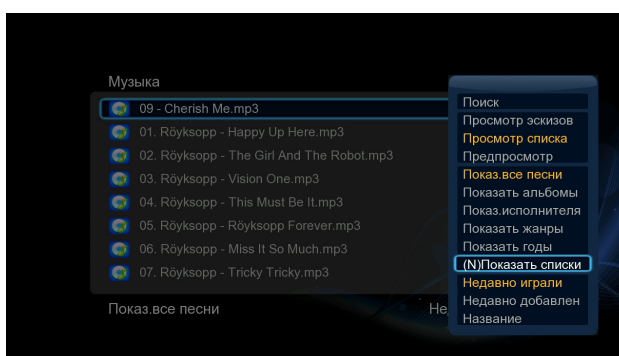 Музыка
09 - Cherish Me.mp3
01. Röyksopp - Happy Up Here.mp3
02. Röyksopp - The Girl And The Robot.mp3
03. Röyksopp - Vision One.mp3
04. Röyksopp - This Must Be It.mp3
05. Röyksopp - Röyksopp Forever.mp3
06. Röyksopp - Miss It So Much.mp3
07. Röyksopp - Tricky Tricky.mp3
Показ.все песни
Не
Поиск
Просмотр эскизов
Просмотр списка
Предпросмотр
Показ.все песни
Показать альбомы
Показ.исполнителя
Показать жанры
Показать годы
(N)Показать списки
Недавно играли
Недавно добавлен
Название